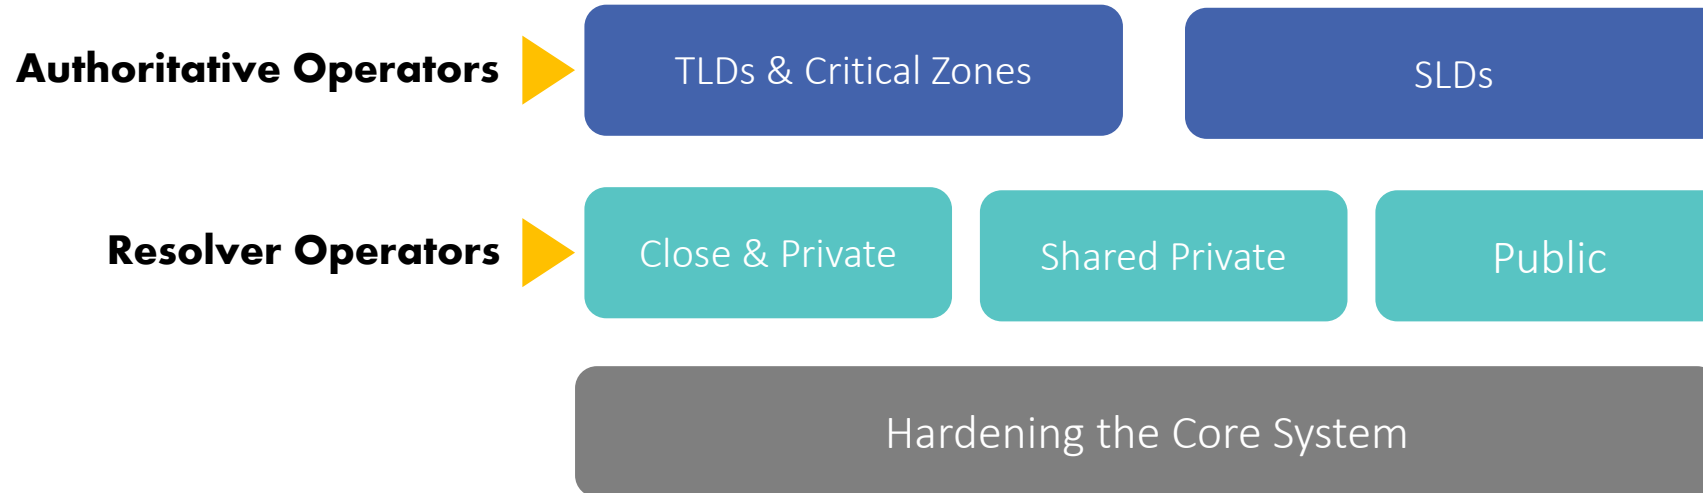 Authoritative Operators
TLDs & Critical Zones
SLDs
Resolver Operators
Close & Private
Shared Private
Public
Hardening the Core System